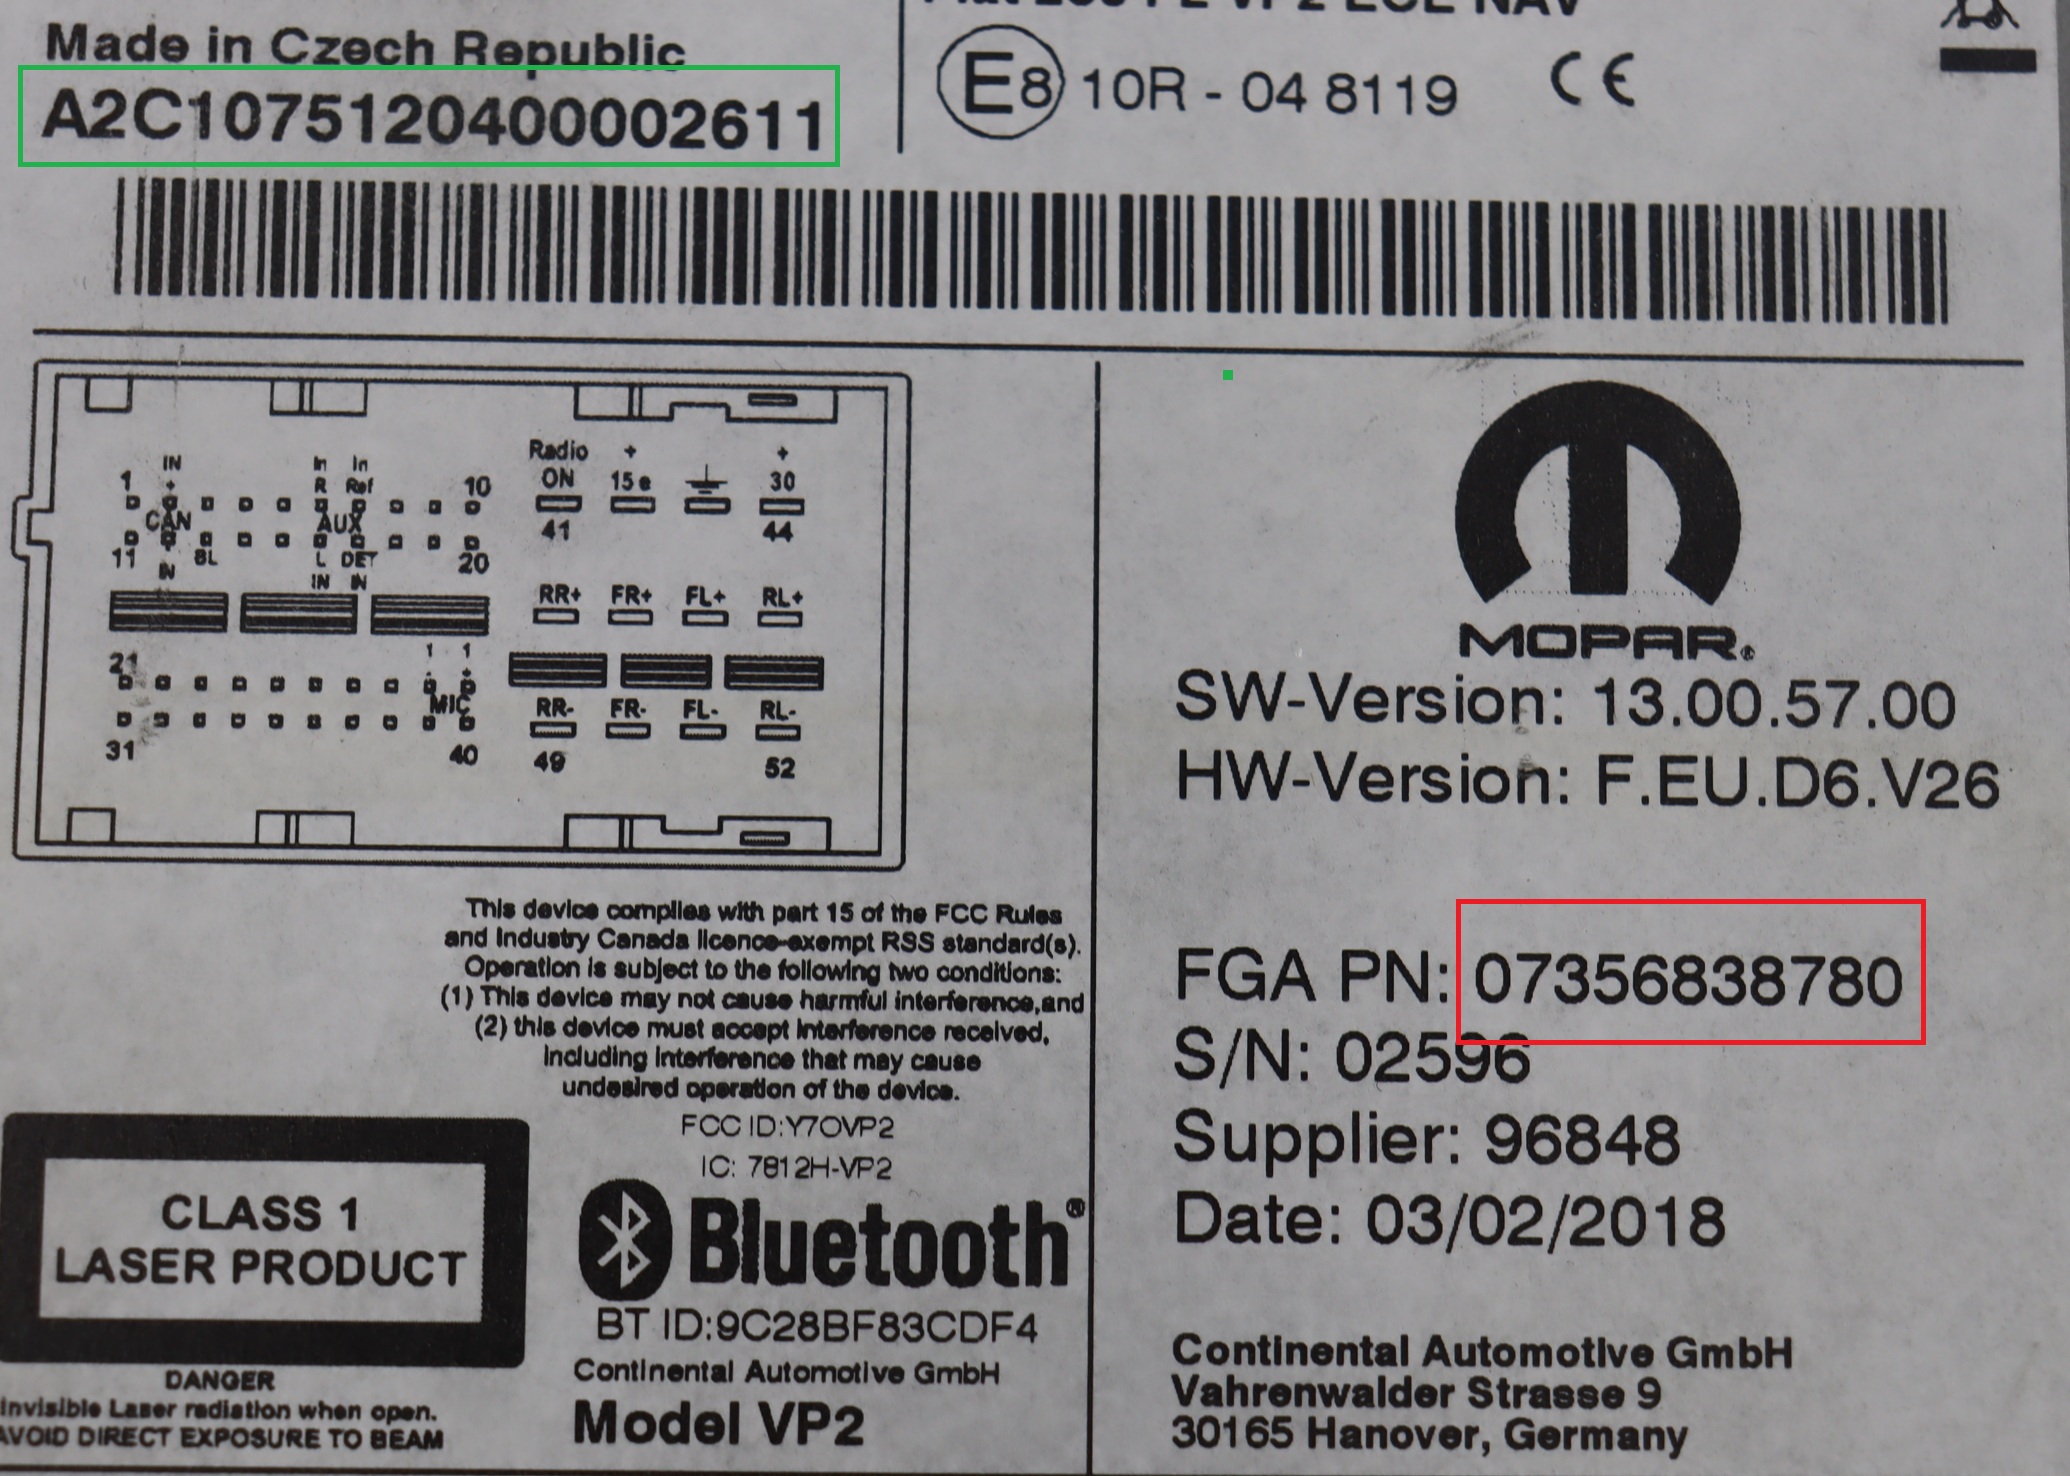 Made in Czech Republic
A2C1075120400002611
E8 10R - 04 8119 CE
Radio + +
ON 15e 30
41 44
IN In In
1 + R Ref 10
CAN AUX
11 - 8L L DET 20
IN IN IN
RR+ FR+ FL+ RL+
21 1 1
- +
MIC
RR- FR- FL- RL-
31 40 49 52
MOPAR®
SW-Version: 13.00.57.00
HW-Version: F.EU.D6.V26
FGA PN: 07356838780
S/N: 02596
Supplier: 96848
Date: 03/02/2018
Continental Automotive GmbH
Vahrenwalder Strasse 9
30165 Hanover, Germany
This device complies with part 15 of the FCC Rules
and Industry Canada licence-exempt RSS standard(s).
Operation is subject to the following two conditions:
(1) This device may not cause harmful interference,and
(2) this device must accept interference received,
including interference that may cause
undesired operation of the device.
FCC ID:Y7OVP2
IC: 7812H-VP2
Bluetooth®
BT ID:9C28BF83CDF4
Continental Automotive GmbH
Model VP2
CLASS 1
LASER PRODUCT
DANGER
Invisible Laser radiation when open.
AVOID DIRECT EXPOSURE TO BEAM